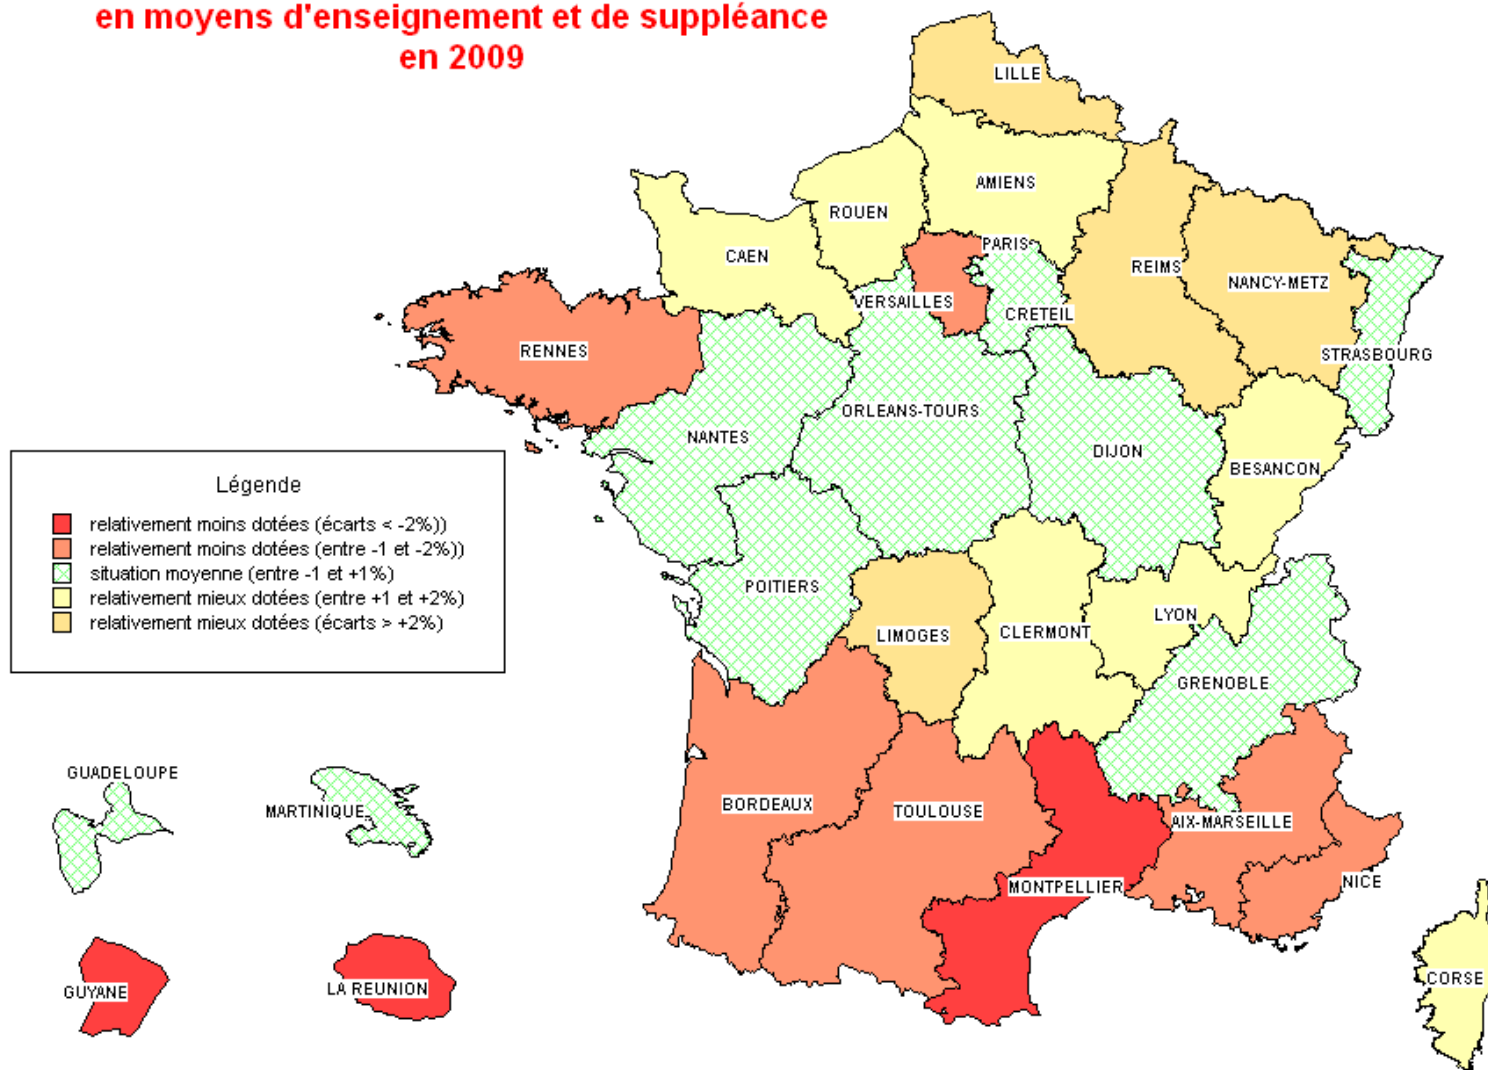 en moyens d'enseignement et de suppléance
en 2009
LILLE
AMIENS
ROUEN
CAEN
PARIS
REIMS
NANCY-METZ
VERSAILLES
CRETEIL
STRASBOURG
RENNES
ORLEANS-TOURS
NANTES
DIJON
BESANCON
Légende
relativement moins dotées (écarts < -2%))
relativement moins dotées (entre -1 et -2%))
situation moyenne (entre -1 et +1%)
relativement mieux dotées (entre +1 et +2%)
relativement mieux dotées (écarts > +2%)
POITIERS
LYON
LIMOGES
CLERMONT
GRENOBLE
GUADELOUPE
MARTINIQUE
BORDEAUX
TOULOUSE
AIX-MARSEILLE
MONTPELLIER
NICE
GUYANE
LA REUNION
CORSE